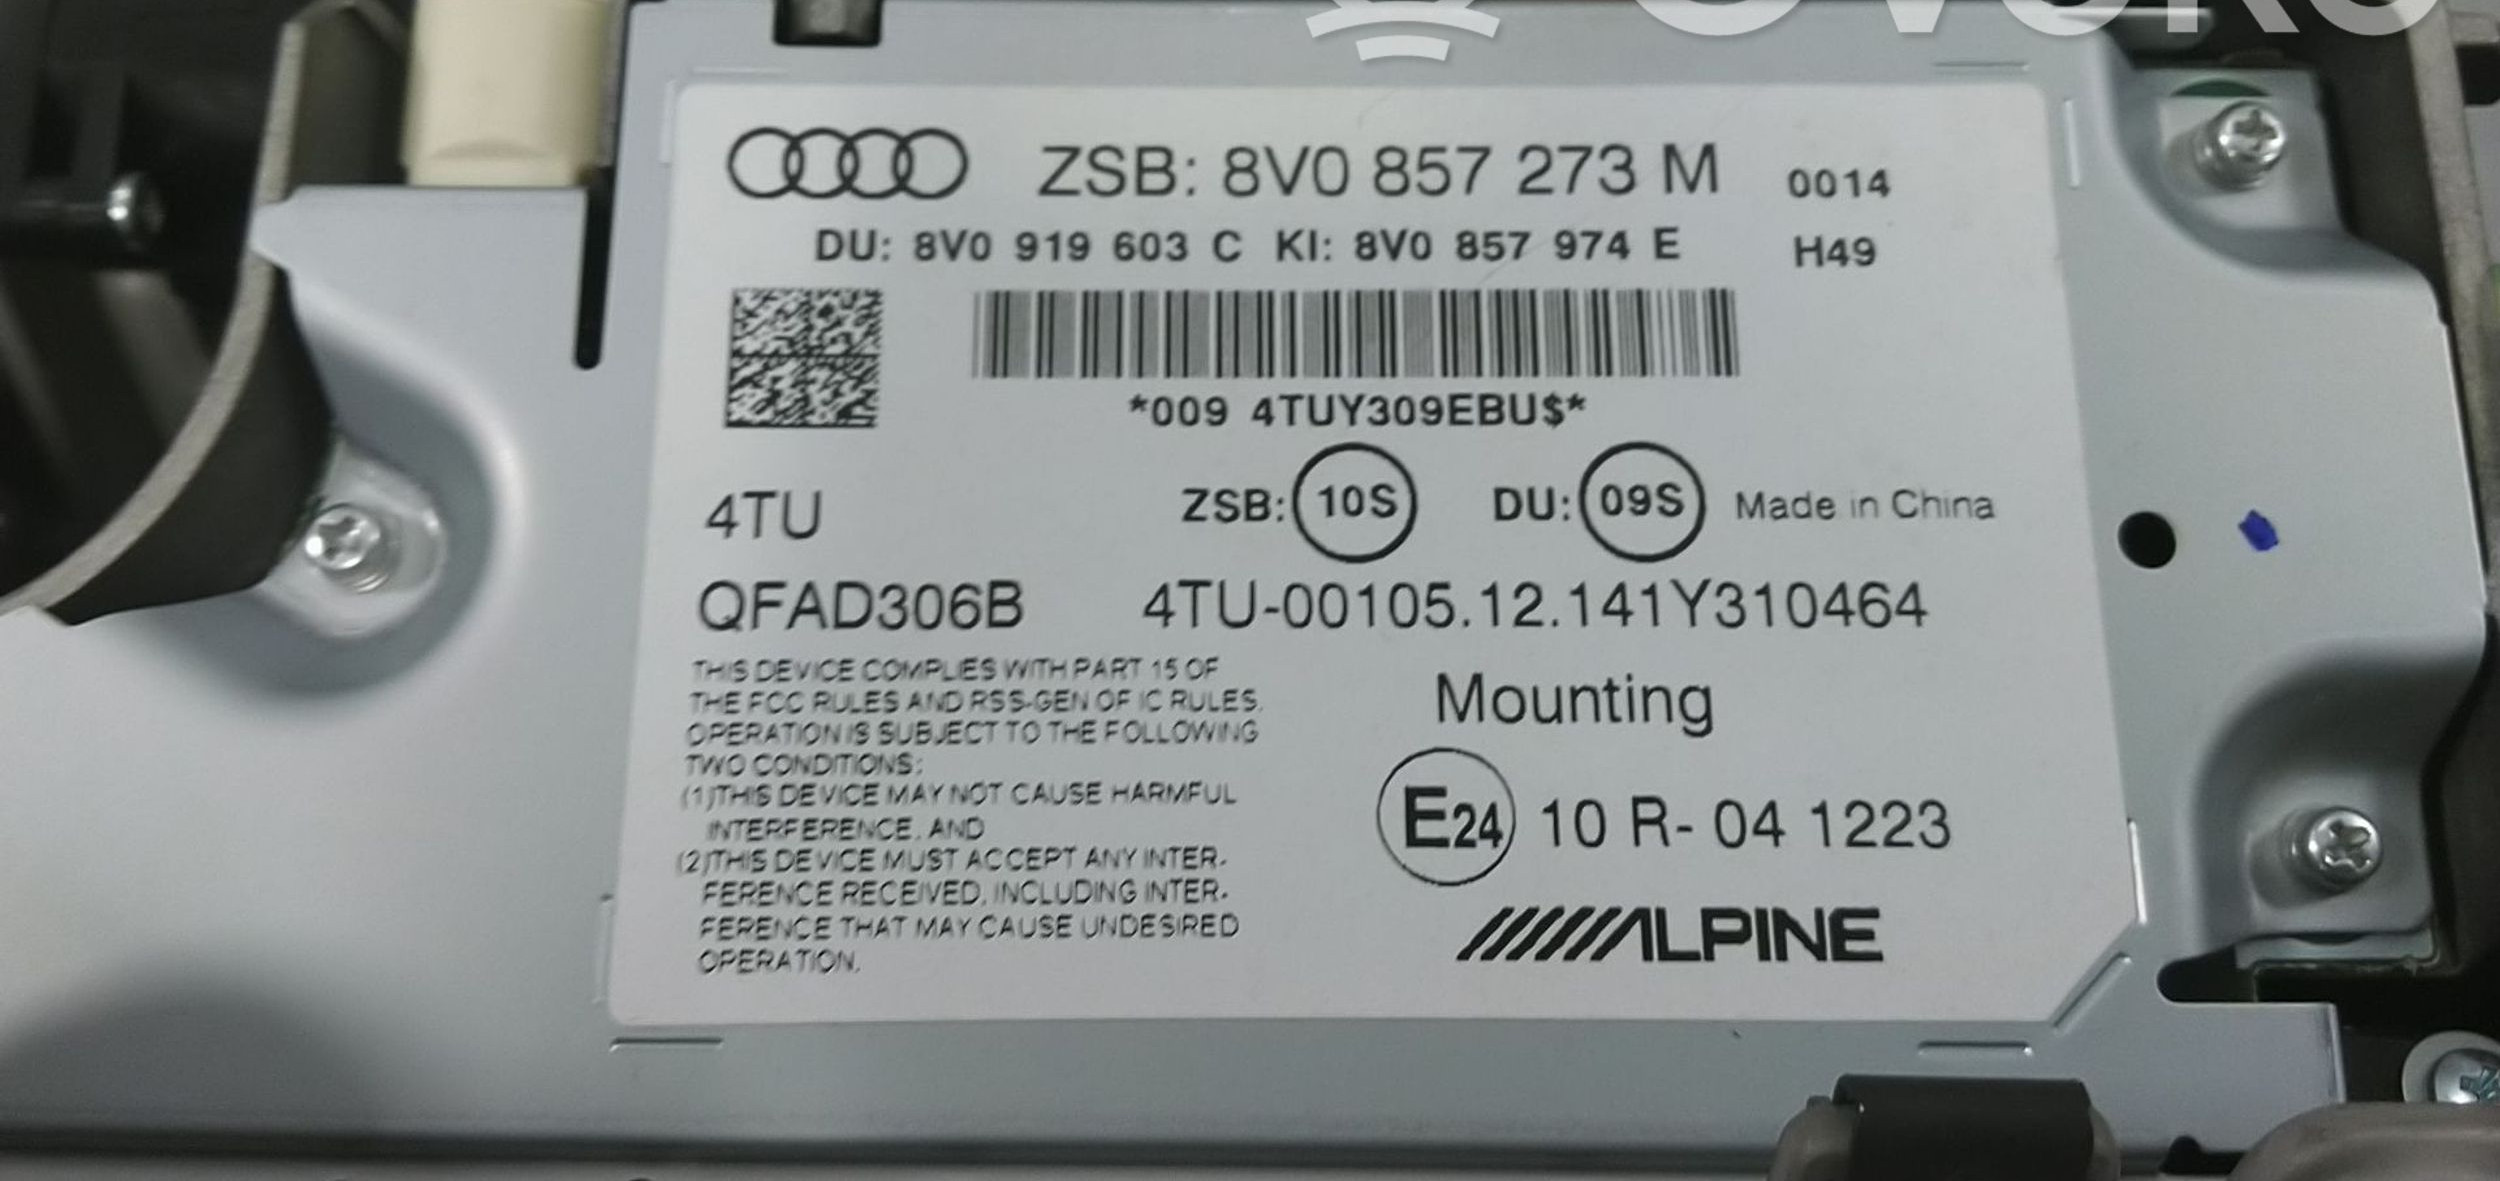 ZSB: 8V0 857 273 M 0014
DU: 8V0 919 603 C KI: 8V0 857 974 E H49
*009 4TUY309EBU$*
4TU ZSB: 10S DU: 09S Made in China
QFAD306B 4TU-00105.12.141Y310464
THIS DEVICE COMPLIES WITH PART 15 OF
THE FCC RULES AND RSS-GEN OF IC RULES.
OPERATION IS SUBJECT TO THE FOLLOWING
TWO CONDITIONS:
(1)THIS DEVICE MAY NOT CAUSE HARMFUL
INTERFERENCE, AND
(2)THIS DEVICE MUST ACCEPT ANY INTER-
FERENCE RECEIVED, INCLUDING INTER-
FERENCE THAT MAY CAUSE UNDESIRED
OPERATION.
Mounting
E24 10 R- 04 1223
ALPINE